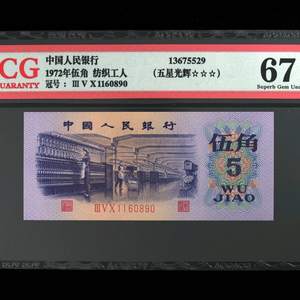 CG
UARANTY
中国人民银行
1972年伍角 纺织工人
冠号： ⅢⅤⅩ1160890
13675529
（五星光辉☆☆☆）
67
Superb Gem Unc
中国人民银行
伍角
5
WU
JIAO
ⅢⅤⅩ1160890